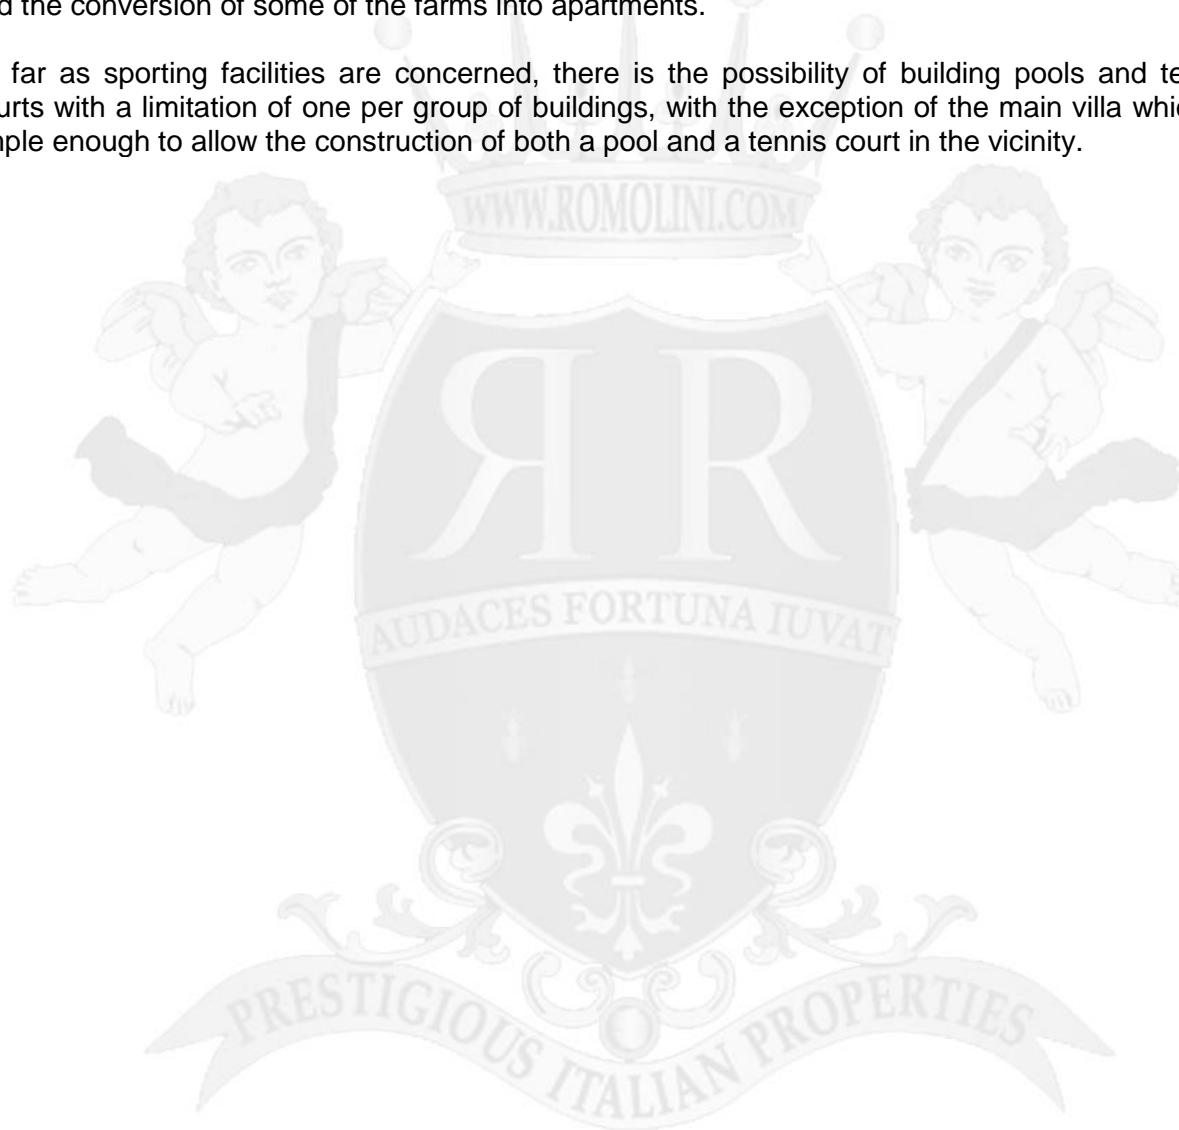 d the conversion of some of the farms into apartments.
far as sporting facilities are concerned, there is the possibility of building pools and te
urts with a limitation of one per group of buildings, with the exception of the main villa whic
ple enough to allow the construction of both a pool and a tennis court in the vicinity.
WWW.ROMOLINI.COM
R R
AUDACES FORTUNA IUVAT
PRESTIGIOUS ITALIAN PROPERTIES